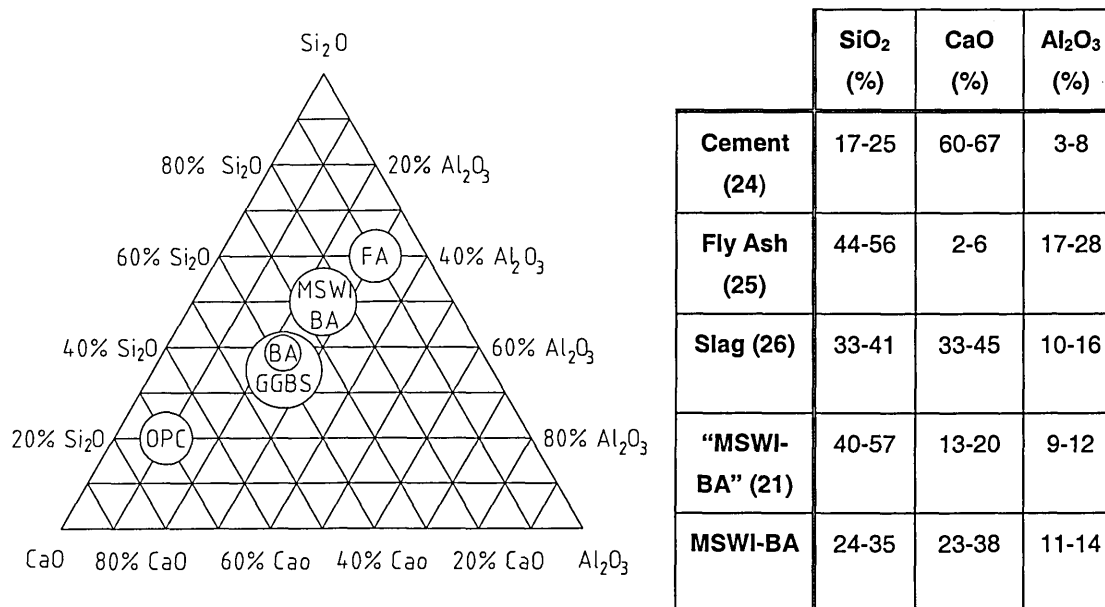 Si₂O
80% Si₂O
20% Al₂O₃
60% Si₂O
FA
40% Al₂O₃
MSWI
BA
40% Si₂O
BA
60% Al₂O₃
GGBS
20% Si₂O
OPC
80% Al₂O₃
CaO 80% CaO 60% Cao 40% Cao 20% CaO Al₂O₃
SiO₂ CaO Al₂O₃
(%) (%) (%)
Cement 17-25 60-67 3-8
(24)
Fly Ash 44-56 2-6 17-28
(25)
Slag (26) 33-41 33-45 10-16
“MSWI- 40-57 13-20 9-12
BA” (21)
MSWI-BA 24-35 23-38 11-14